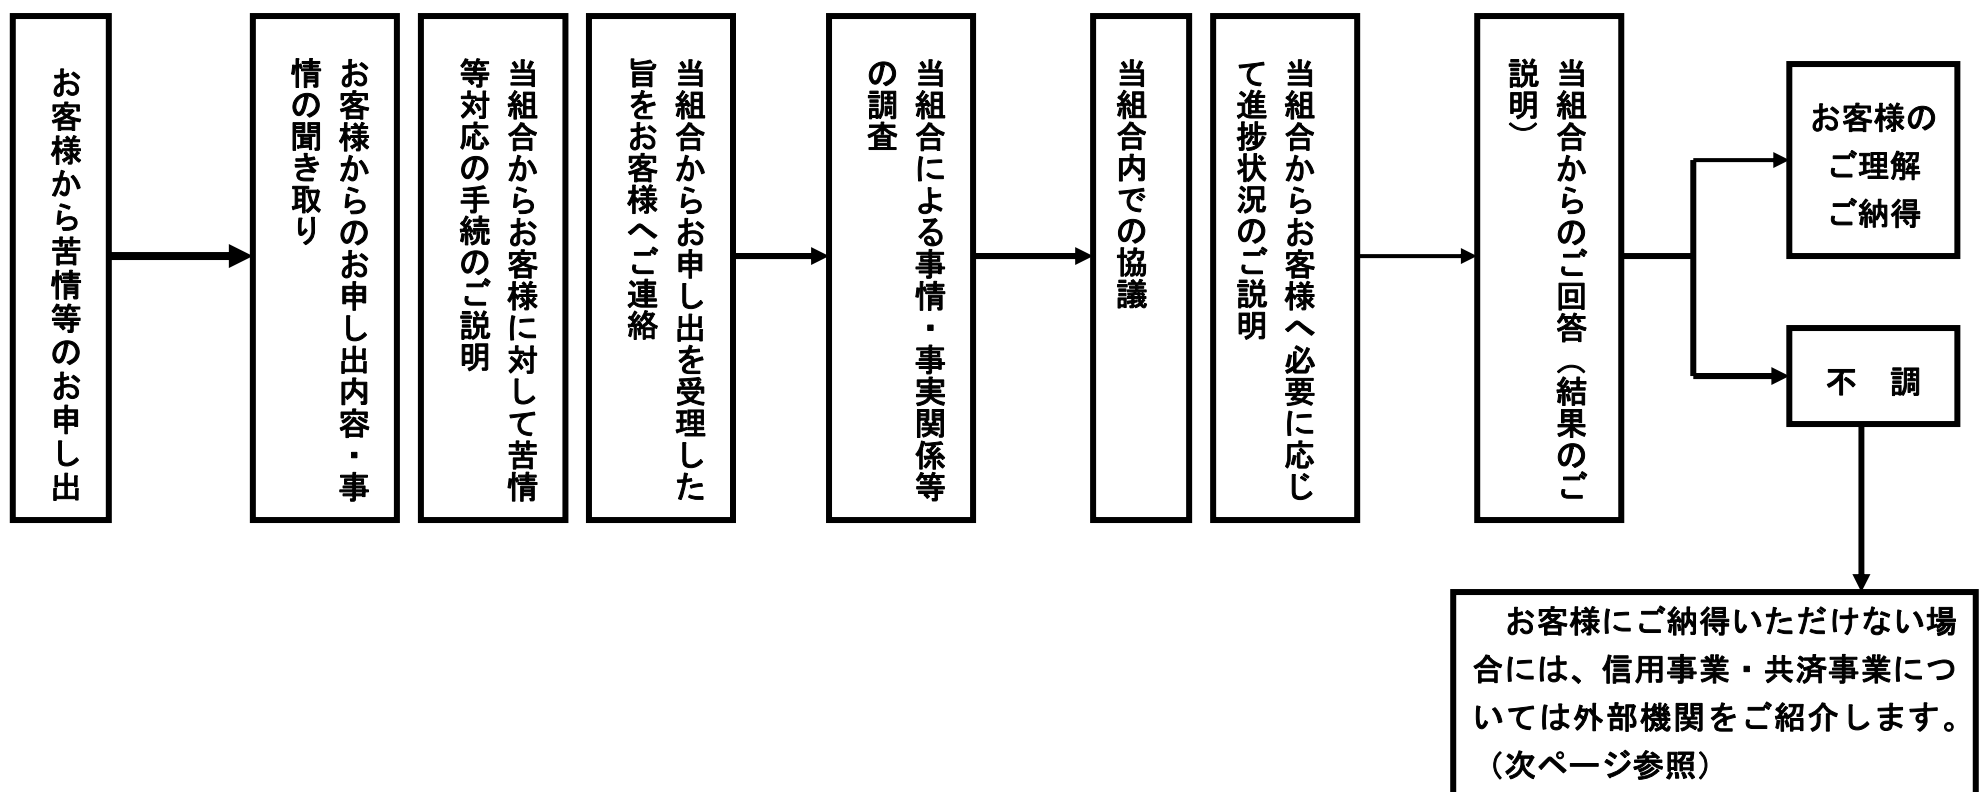 お客様から苦情等のお申し出
お客様からのお申し出内容・事
情の聞き取り
当組合からお客様に対して苦情
等対応の手続のご説明
当組合からお申し出を受理した
旨をお客様へご連絡
当組合による事情・事実関係等
の調査
当組合内での協議
当組合からお客様へ必要に応じ
て進捗状況のご説明
当組合からのご回答（結果のご
説明）
お客様の
ご理解
ご納得
不　調
お客様にご納得いただけない場
合には、信用事業・共済事業につ
いては外部機関をご紹介します。
（次ページ参照）